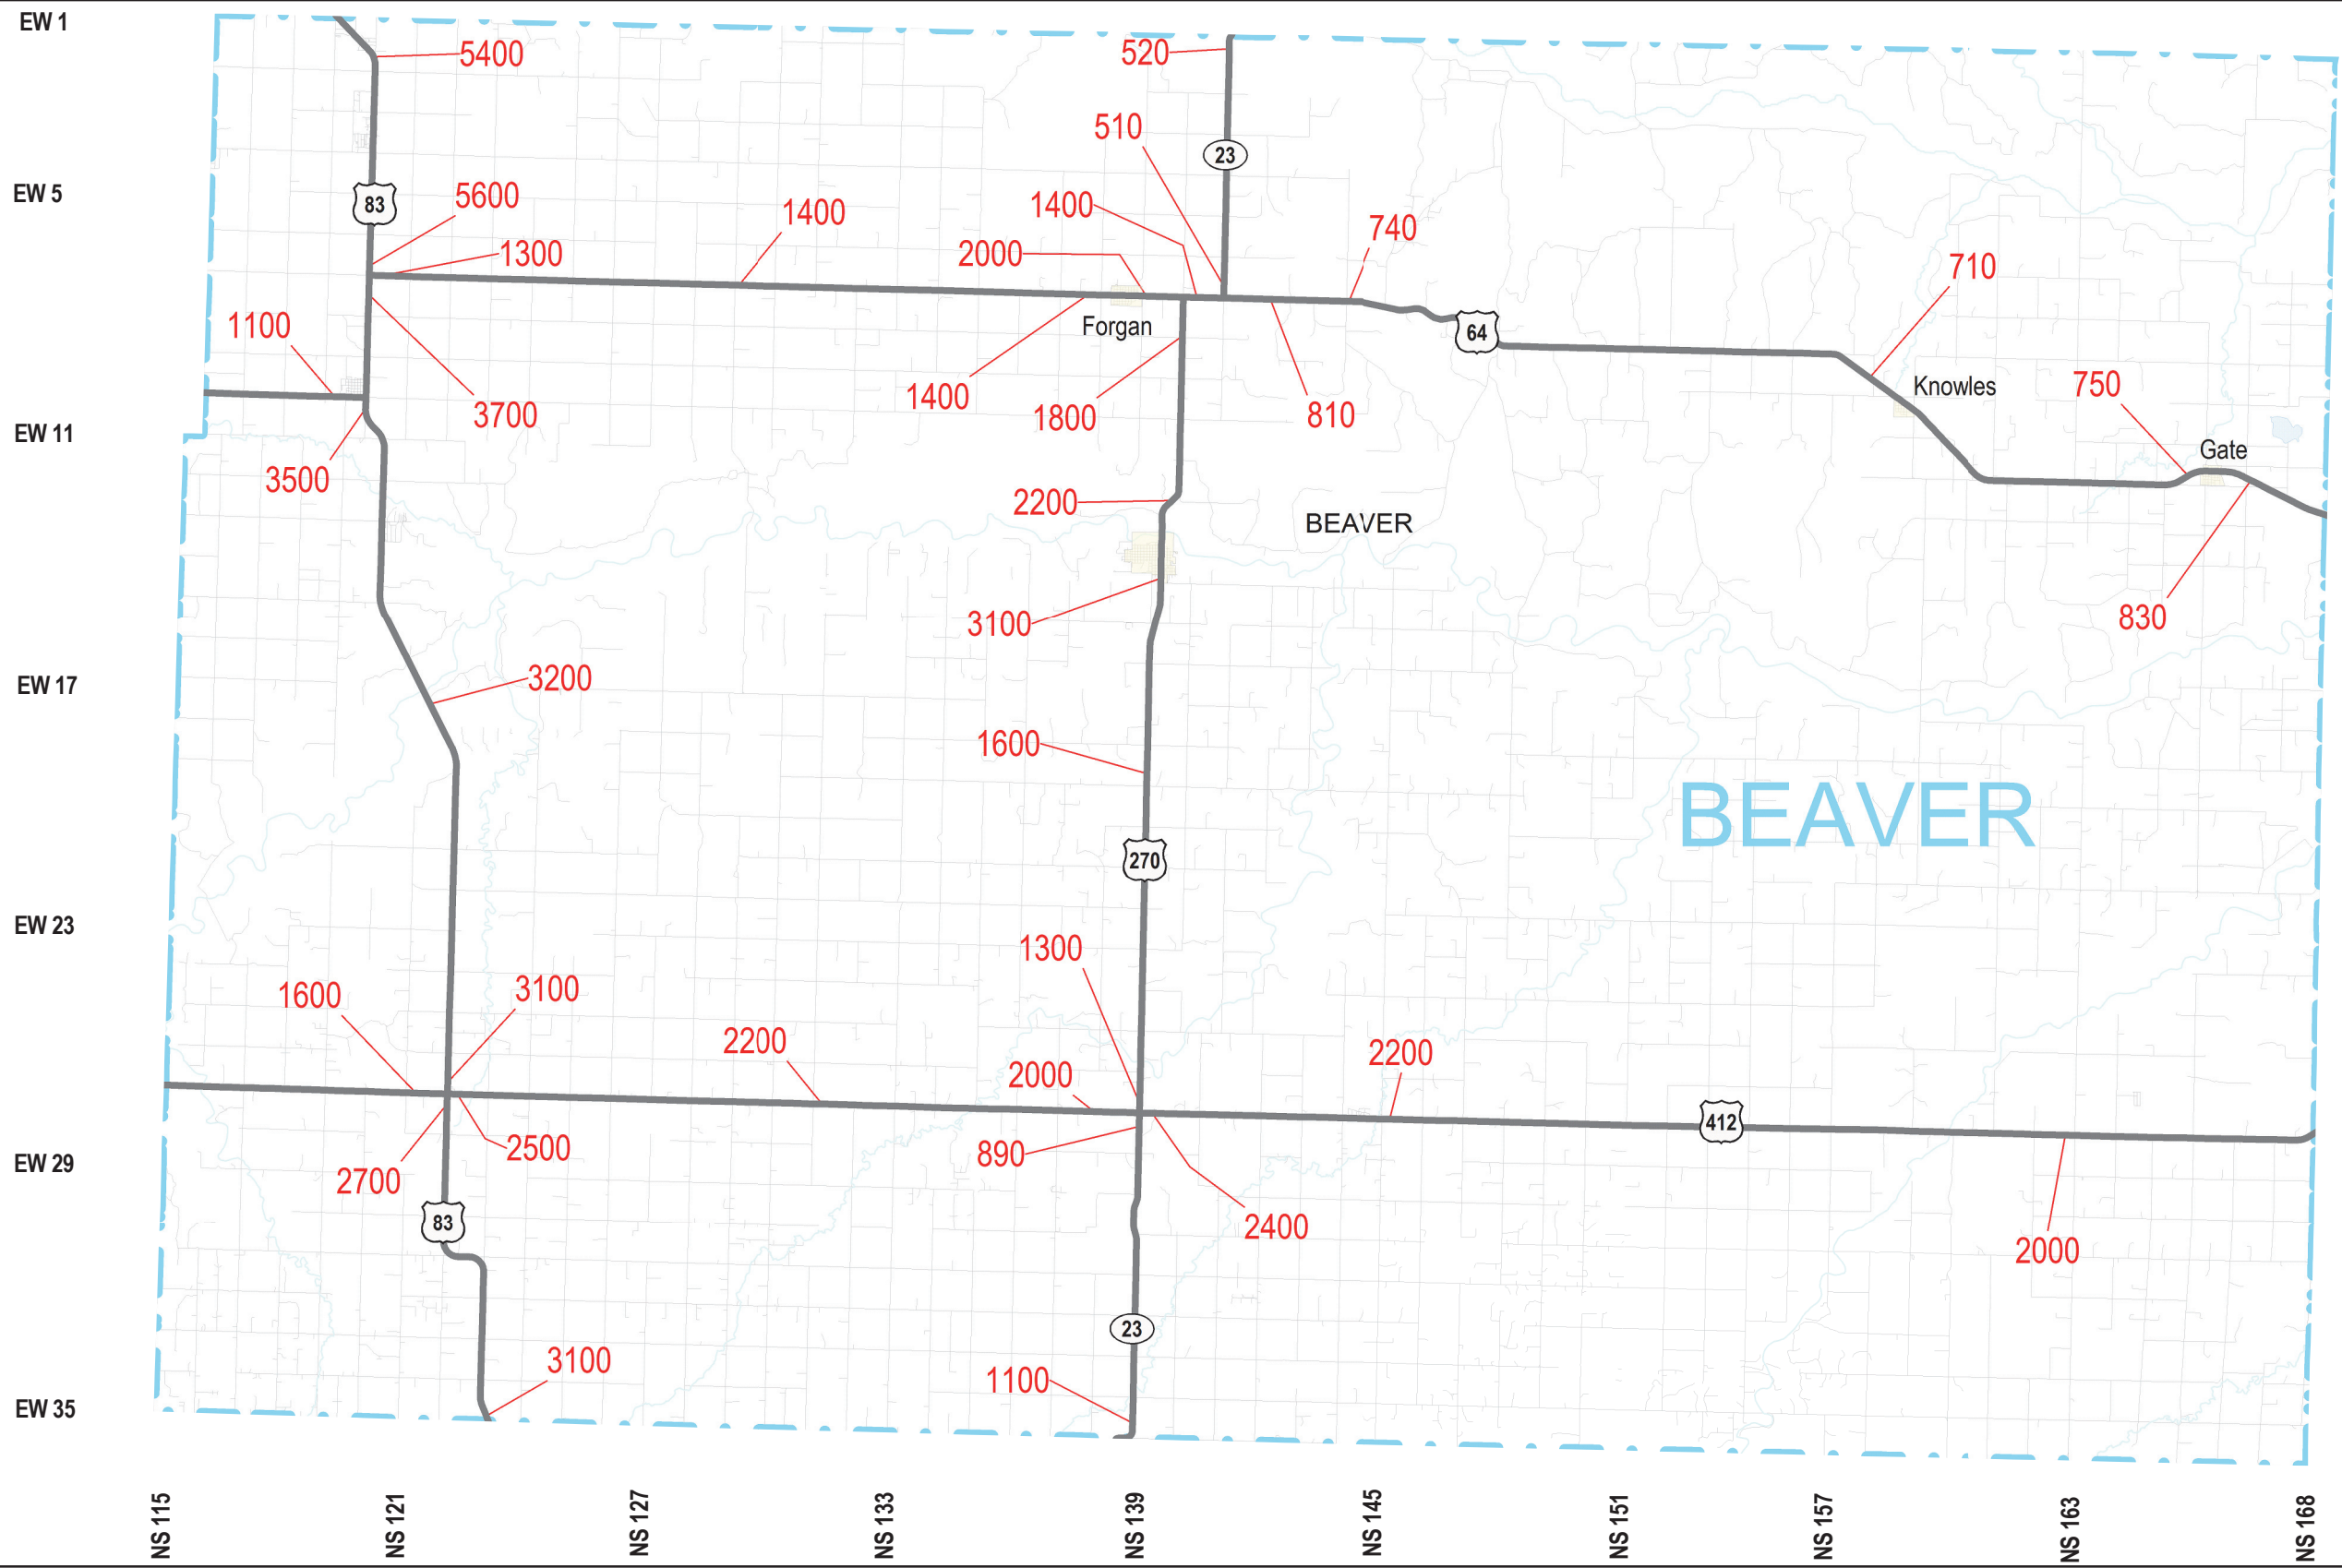 EW 1
5400
520
510
23
EW 5
83
5600
1400
1400
740
1300
2000
710
1100
Forgan
64
3700
1400
1800
810
Knowles
750
EW 11
3500
Gate
2200
BEAVER
3100
830
EW 17
3200
1600
BEAVER
270
EW 23
1300
1600
3100
2200
2000
2200
412
EW 29
2700
2500
890
2400
83
2000
23
3100
1100
EW 35
NS 115
NS 121
NS 127
NS 133
NS 139
NS 145
NS 151
NS 157
NS 163
NS 168